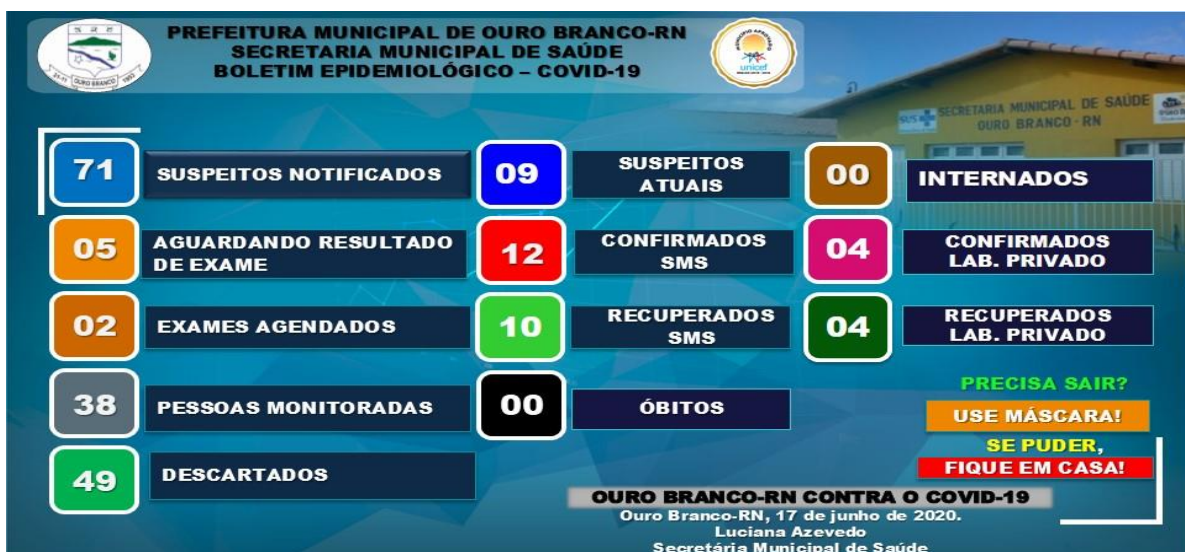 PREFEITURA MUNICIPAL DE OURO BRANCO-RN
SECRETARIA MUNICIPAL DE SAÚDE
BOLETIM EPIDEMIOLÓGICO – COVID-19
OURO BRANCO
unicef
SUS
SECRETARIA MUNICIPAL DE SAÚDE
OURO BRANCO-RN
71
SUSPEITOS NOTIFICADOS
09
SUSPEITOS
ATUAIS
00
INTERNADOS
05
AGUARDANDO RESULTADO
DE EXAME
12
CONFIRMADOS
SMS
04
CONFIRMADOS
LAB. PRIVADO
02
EXAMES AGENDADOS
10
RECUPERADOS
SMS
04
RECUPERADOS
LAB. PRIVADO
38
PESSOAS MONITORADAS
00
ÓBITOS
49
DESCARTADOS
PRECISA SAIR?
USE MÁSCARA!
SE PUDER,
FIQUE EM CASA!
OURO BRANCO-RN CONTRA O COVID-19
Ouro Branco-RN, 17 de junho de 2020.
Luciana Azevedo
Secretária Municipal de Saúde